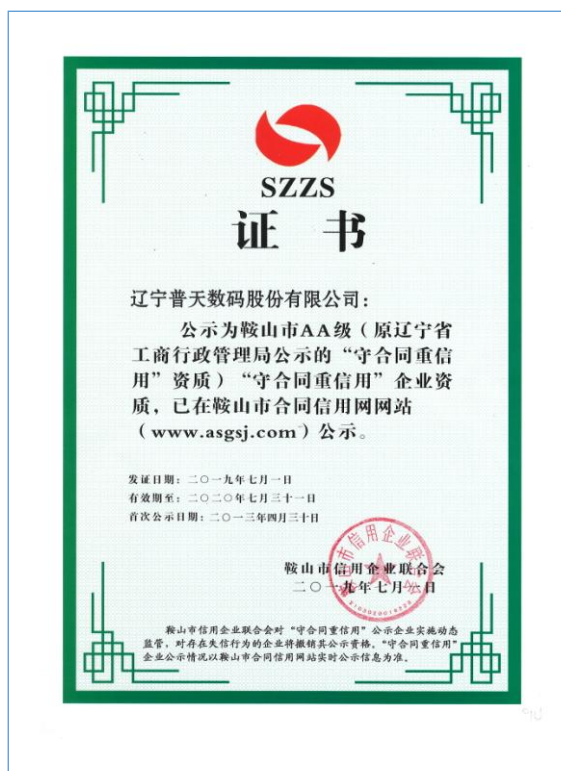 SZZS
证 书
辽宁普天数码股份有限公司：
公示为鞍山市AA级（原辽宁省
工商行政管理局公示的“守合同重信
用”资质）“守合同重信用”企业资
质，已在鞍山市合同信用网网站
（www.asgsj.com）公示。
发证日期：二〇一九年七月一日
有效期至：二〇二〇年七月三十一日
首次公示日期：二〇一三年四月三十日
鞍山市信用企业联合会
二〇一九年七月一日
鞍山市信用企业联合会
鞍山市信用企业联合会对“守合同重信用”公示企业实施动态
监管，对存在失信行为的企业将撤销其公示资格，“守合同重信用”
企业公示情况以鞍山市合同信用网站实时公示信息为准。